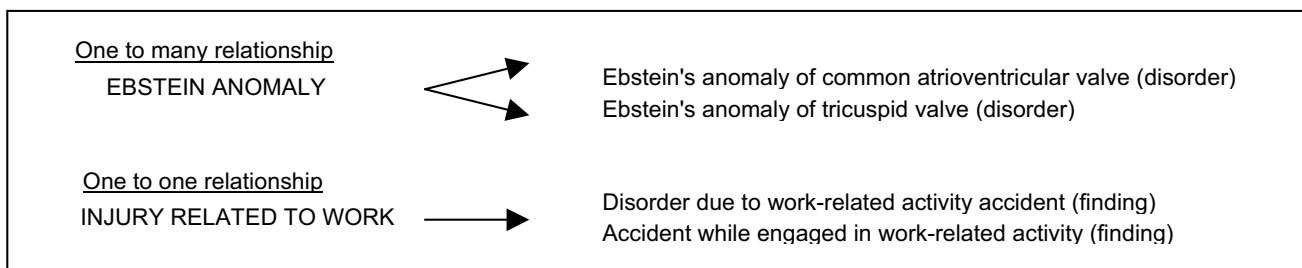 One to many relationship
EBSTEIN ANOMALY
Ebstein's anomaly of common atrioventricular valve (disorder)
Ebstein's anomaly of tricuspid valve (disorder)
One to one relationship
INJURY RELATED TO WORK
Disorder due to work-related activity accident (finding)
Accident while engaged in work-related activity (finding)